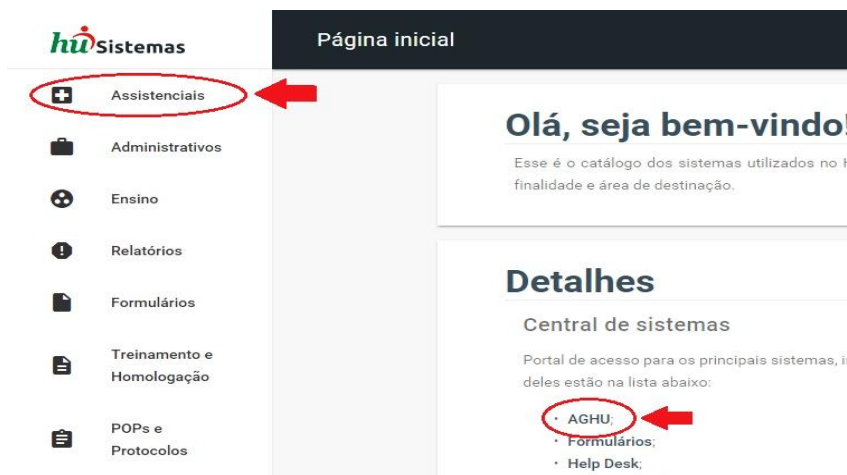 hu Sistemas
Página inicial
Assistenciais
Administrativos
Ensino
Relatórios
Formulários
Treinamento e
Homologação
POPs e
Protocolos
Olá, seja bem-vindo!
Esse é o catálogo dos sistemas utilizados no
finalidade e área de destinação.
Detalhes
Central de sistemas
Portal de acesso para os principais sistemas,
deles estão na lista abaixo:
· AGHU;
· Formulários;
· Help Desk;